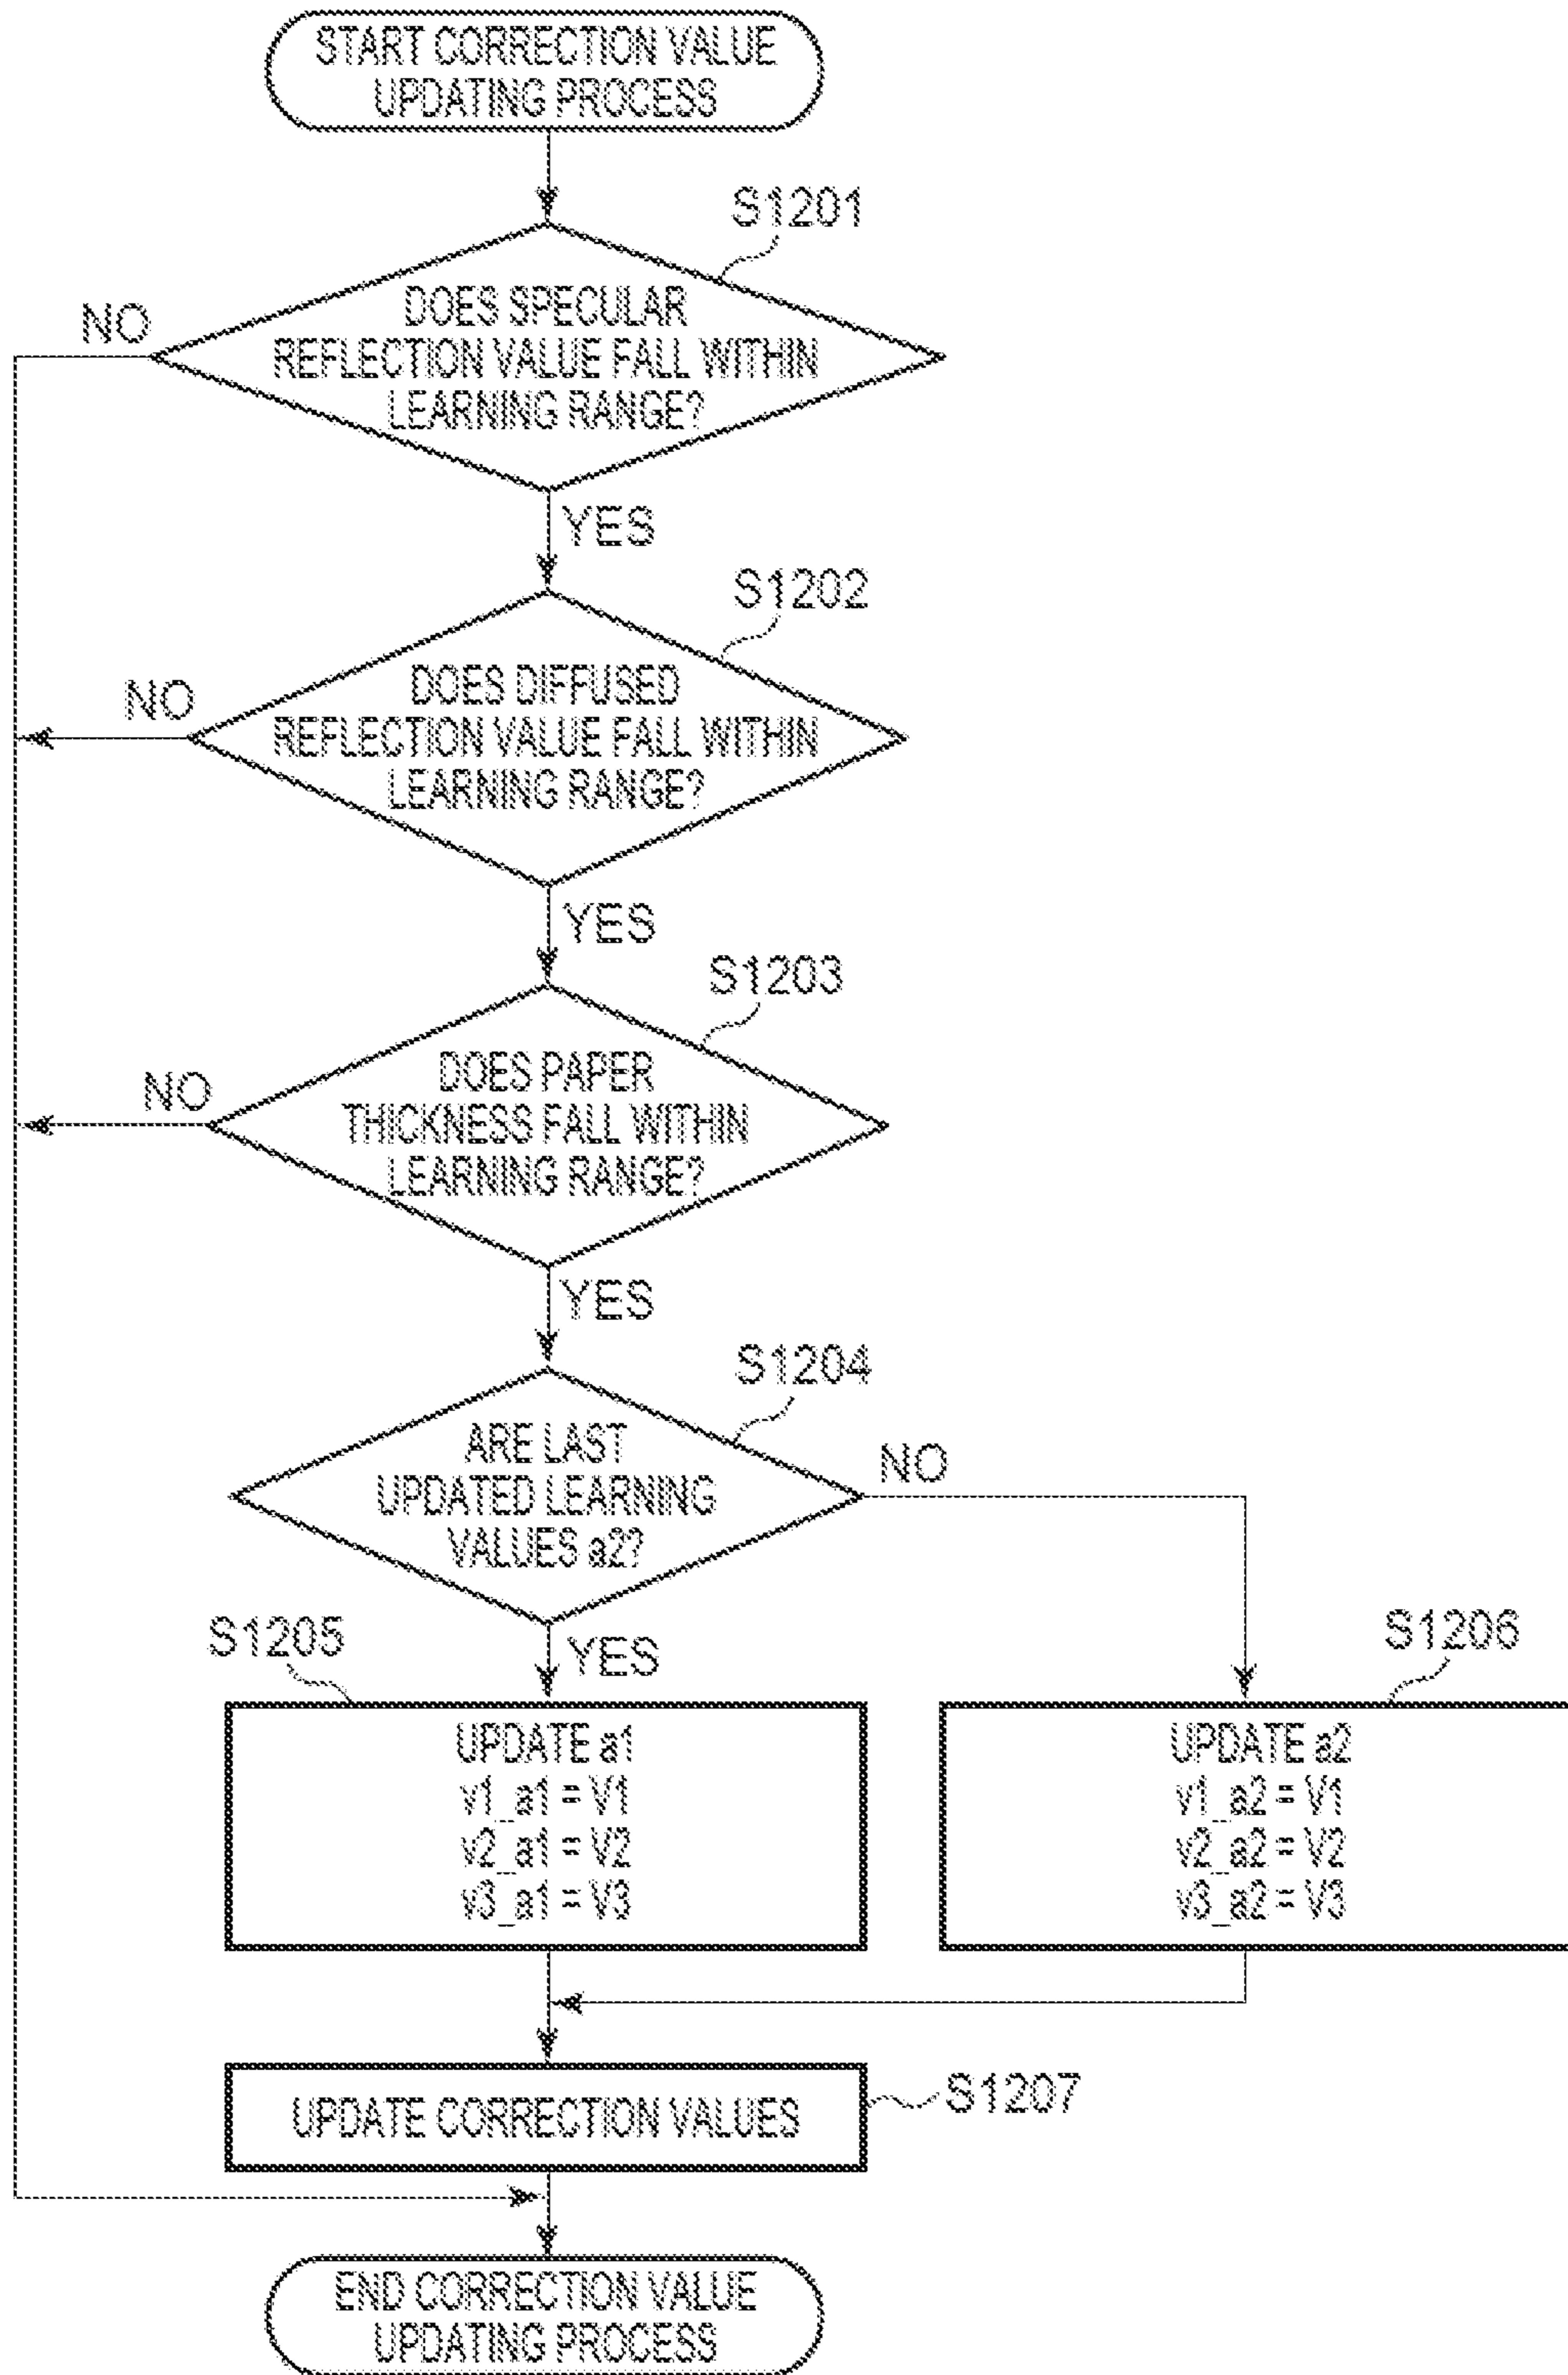 START CORRECTION VALUE
UPDATING PROCESS
S1201
NO
DOES SPECULAR
REFLECTION VALUE FALL WITHIN
LEARNING RANGE?
YES
S1202
NO
DOES DIFFUSED
REFLECTION VALUE FALL WITHIN
LEARNING RANGE?
YES
S1203
NO
DOES PAPER
THICKNESS FALL WITHIN
LEARNING RANGE?
YES
S1204
ARE LAST
UPDATED LEARNING
VALUES a2?
NO
S1205
YES
S1206
UPDATE a1
v1_a1 = V1
v2_a1 = V2
v3_a1 = V3
UPDATE a2
v1_a2 = V1
v2_a2 = V2
v3_a2 = V3
UPDATE CORRECTION VALUES
S1207
END CORRECTION VALUE
UPDATING PROCESS